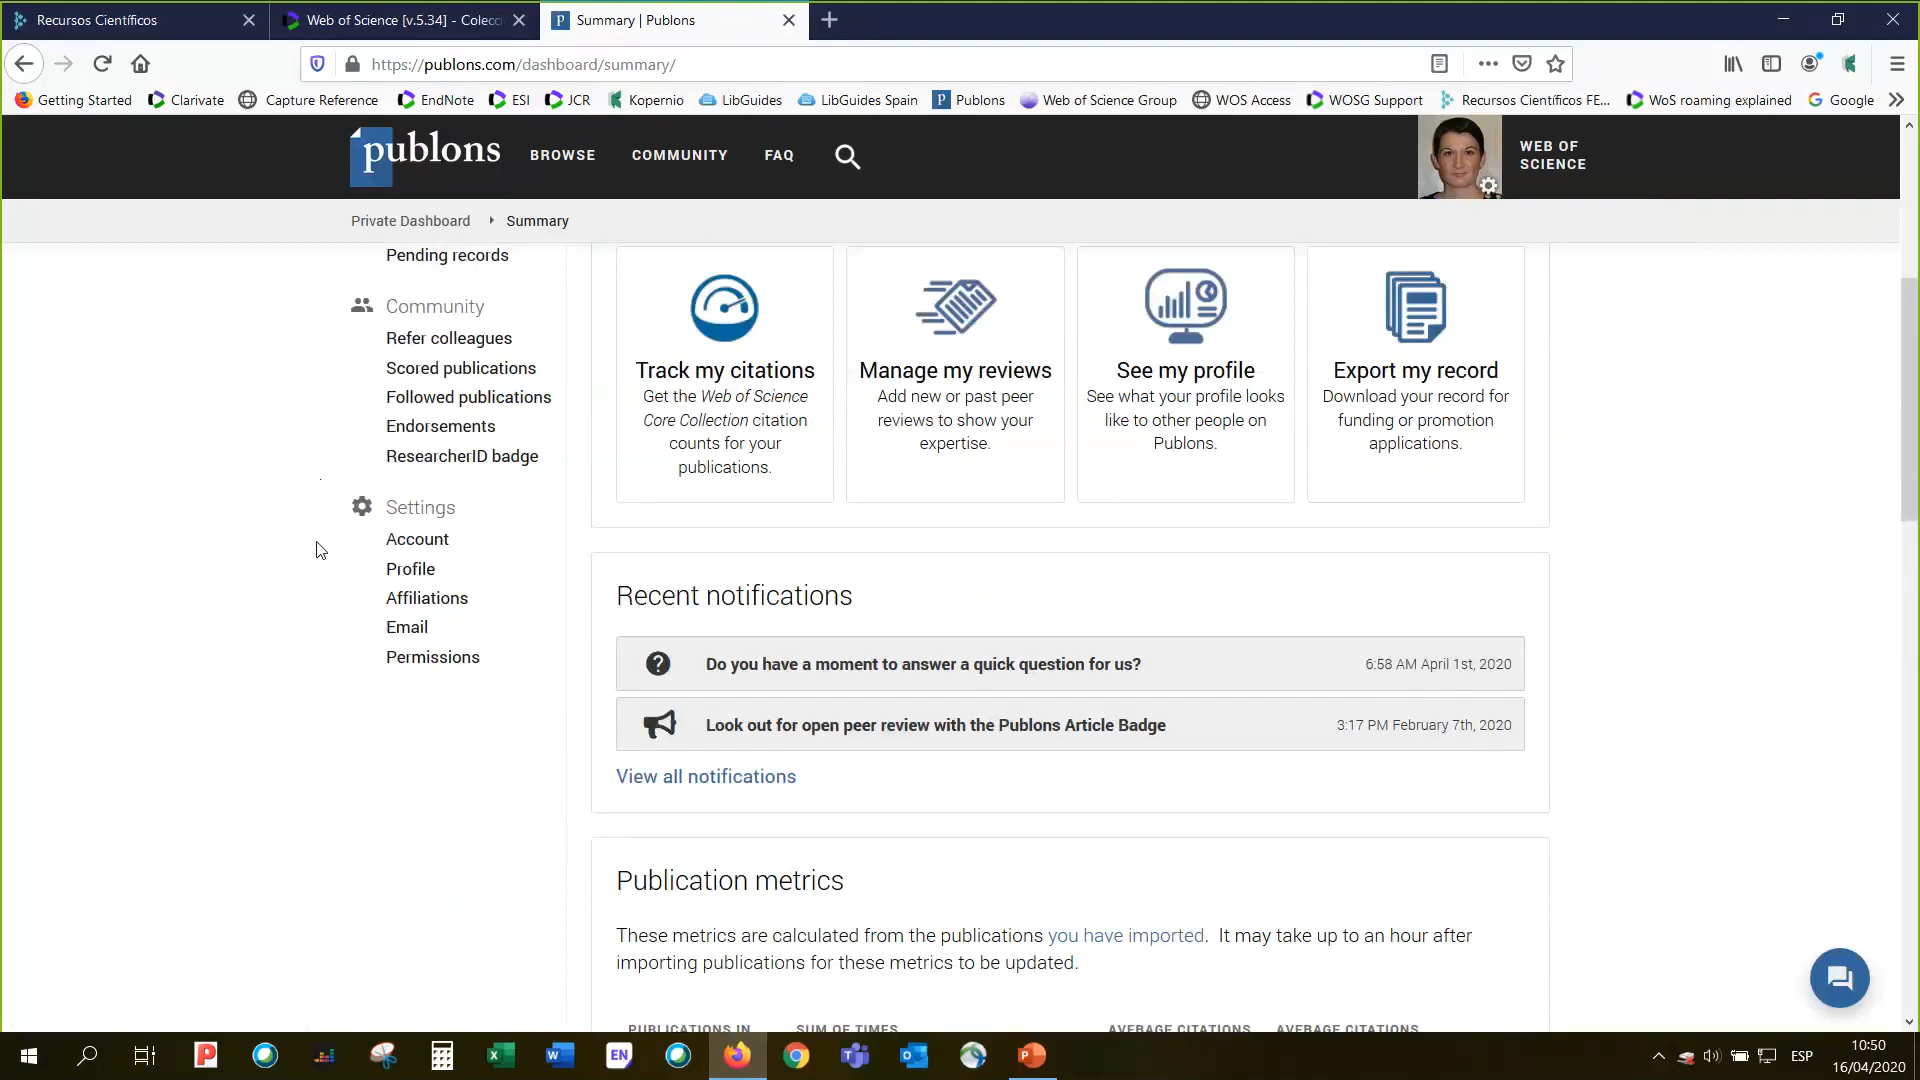 Recursos Científicos
Web of Science [v.5.34] - Colecc
Summary | Publons
https://publons.com/dashboard/summary/
Getting Started
Clarivate
Capture Reference
EndNote
ESI
JCR
Kopernio
LibGuides
LibGuides Spain
Publons
Web of Science Group
WOS Access
WOSG Support
Recursos Científicos FE...
WoS roaming explained
Google
publons
BROWSE
COMMUNITY
FAQ
WEB OF
SCIENCE
Private Dashboard
Summary
Pending records
Community
Refer colleagues
Scored publications
Followed publications
Endorsements
ResearcherID badge
Settings
Account
Profile
Affiliations
Email
Permissions
Track my citations
Get the Web of Science
Core Collection citation
counts for your
publications.
Manage my reviews
Add new or past peer
reviews to show your
expertise.
See my profile
See what your profile looks
like to other people on
Publons.
Export my record
Download your record for
funding or promotion
applications.
Recent notifications
Do you have a moment to answer a quick question for us?
6:58 AM April 1st, 2020
Look out for open peer review with the Publons Article Badge
3:17 PM February 7th, 2020
View all notifications
Publication metrics
These metrics are calculated from the publications you have imported. It may take up to an hour after
importing publications for these metrics to be updated.
PUBLICATIONS IN
SUM OF TIMES
AVERAGE CITATIONS
AVERAGE CITATIONS
EN
ESP
10:50
16/04/2020